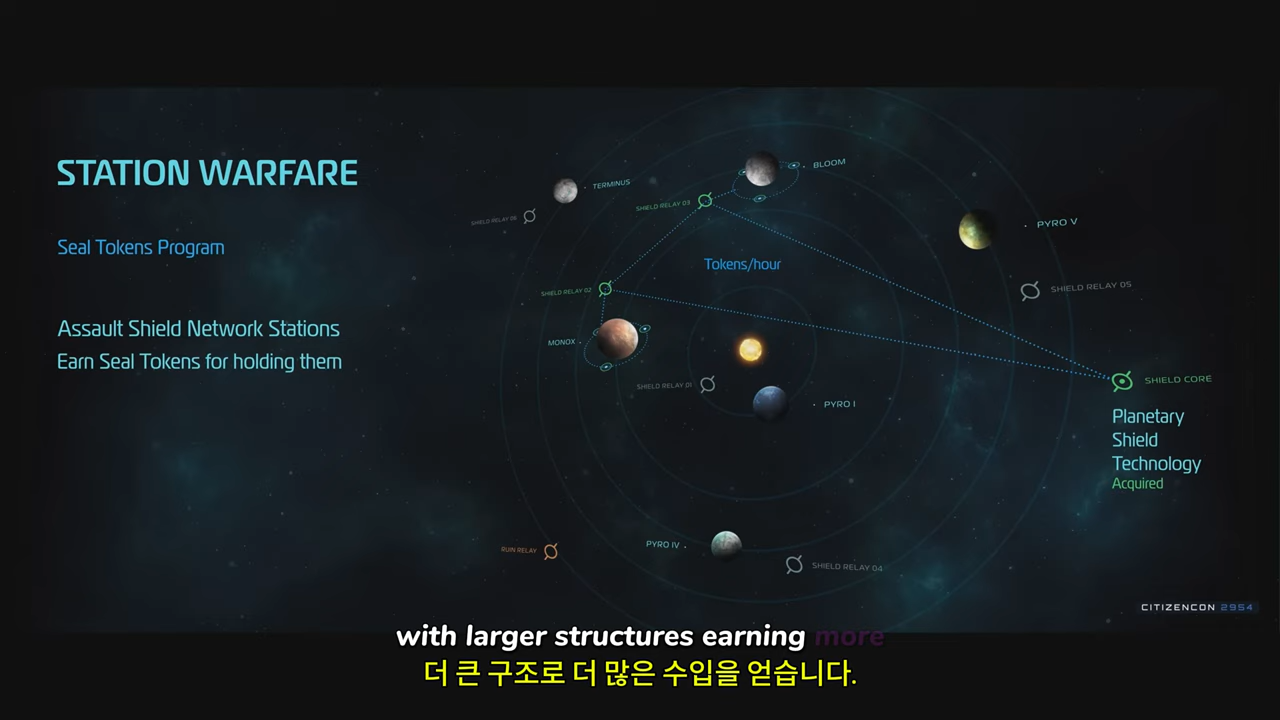 STATION WARFARE
Seal Tokens Program
Assault Shield Network Stations
Earn Seal Tokens for holding them
TERMINUS
SHIELD RELAY 06
SHIELD RELAY 03
BLOOM
PYRO V
SHIELD RELAY 05
Tokens/hour
SHIELD RELAY 02
MONOX
SHIELD RELAY 01
PYRO I
SHIELD CORE
Planetary
Shield
Technology
Acquired
RUIN RELAY
PYRO IV
SHIELD RELAY 04
CITIZENCON 2954
with larger structures earning more
더 큰 구조로 더 많은 수입을 얻습니다.